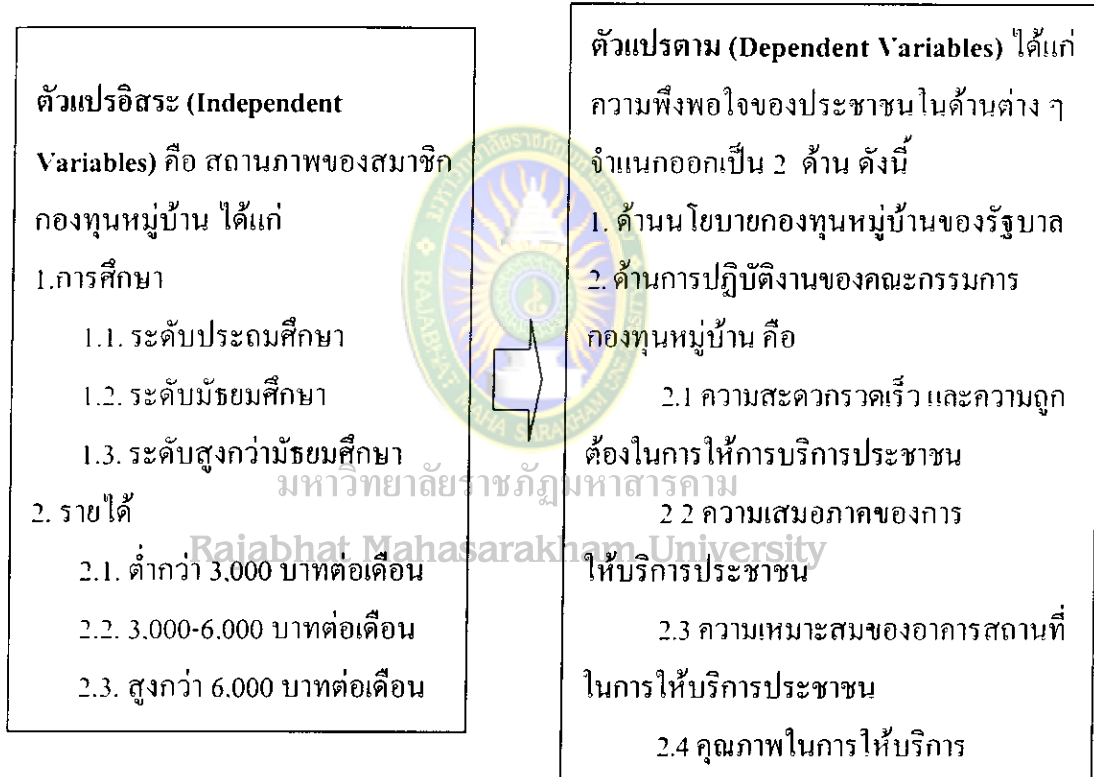 ตัวแปรอิสระ (Independent
Variables) คือ สถานภาพของสมาชิก
กองทุนหมู่บ้าน ได้แก่
1.การศึกษา
1.1. ระดับประถมศึกษา
1.2. ระดับมัธยมศึกษา
1.3. ระดับสูงกว่ามัธยมศึกษา
2. รายได้
2.1. ต่ำกว่า 3,000 บาทต่อเดือน
2.2. 3,000-6,000 บาทต่อเดือน
2.3. สูงกว่า 6,000 บาทต่อเดือน
ตัวแปรตาม (Dependent Variables) ได้แก่
ความพึงพอใจของประชาชนในด้านต่าง ๆ
จำแนกออกเป็น 2 ด้าน ดังนี้
1. ด้านนโยบายกองทุนหมู่บ้านของรัฐบาล
2. ด้านการปฏิบัติงานของคณะกรรมการ
กองทุนหมู่บ้าน คือ
2.1 ความสะดวกรวดเร็ว และความถูก
ต้องในการให้การบริการประชาชน
2.2 ความเสมอภาคของการ
ให้บริการประชาชน
2.3 ความเหมาะสมของอาคารสถานที่
ในการให้บริการประชาชน
2.4 คุณภาพในการให้บริการ
มหาวิทยาลัยราชภัฏมหาสารคาม
Rajabhat Mahasarakham University